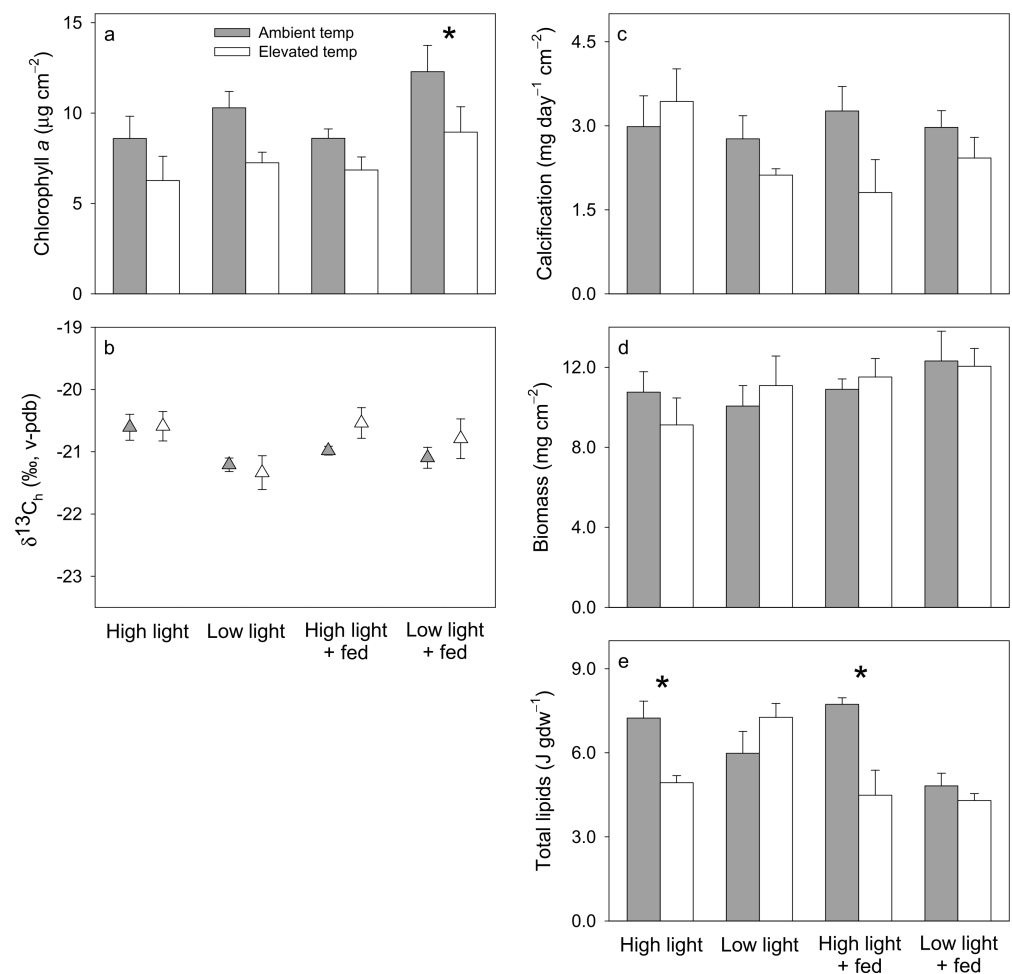 a
Ambient temp
Elevated temp
*
15
10
5
0
Chlorophyll a (µg cm⁻²)
b
-19
-20
-21
-22
-23
δ¹³Cₕ (‰, v-pdb)
High light
Low light
High light
+ fed
Low light
+ fed
c
4.5
3.0
1.5
0.0
Calcification (mg day⁻¹ cm⁻²)
d
12.0
9.0
6.0
4.0
0.0
Biomass (mg cm⁻²)
e
*
*
9.0
6.0
3.0
0.0
Total lipids (J gdw⁻¹)
High light
Low light
High light
+ fed
Low light
+ fed